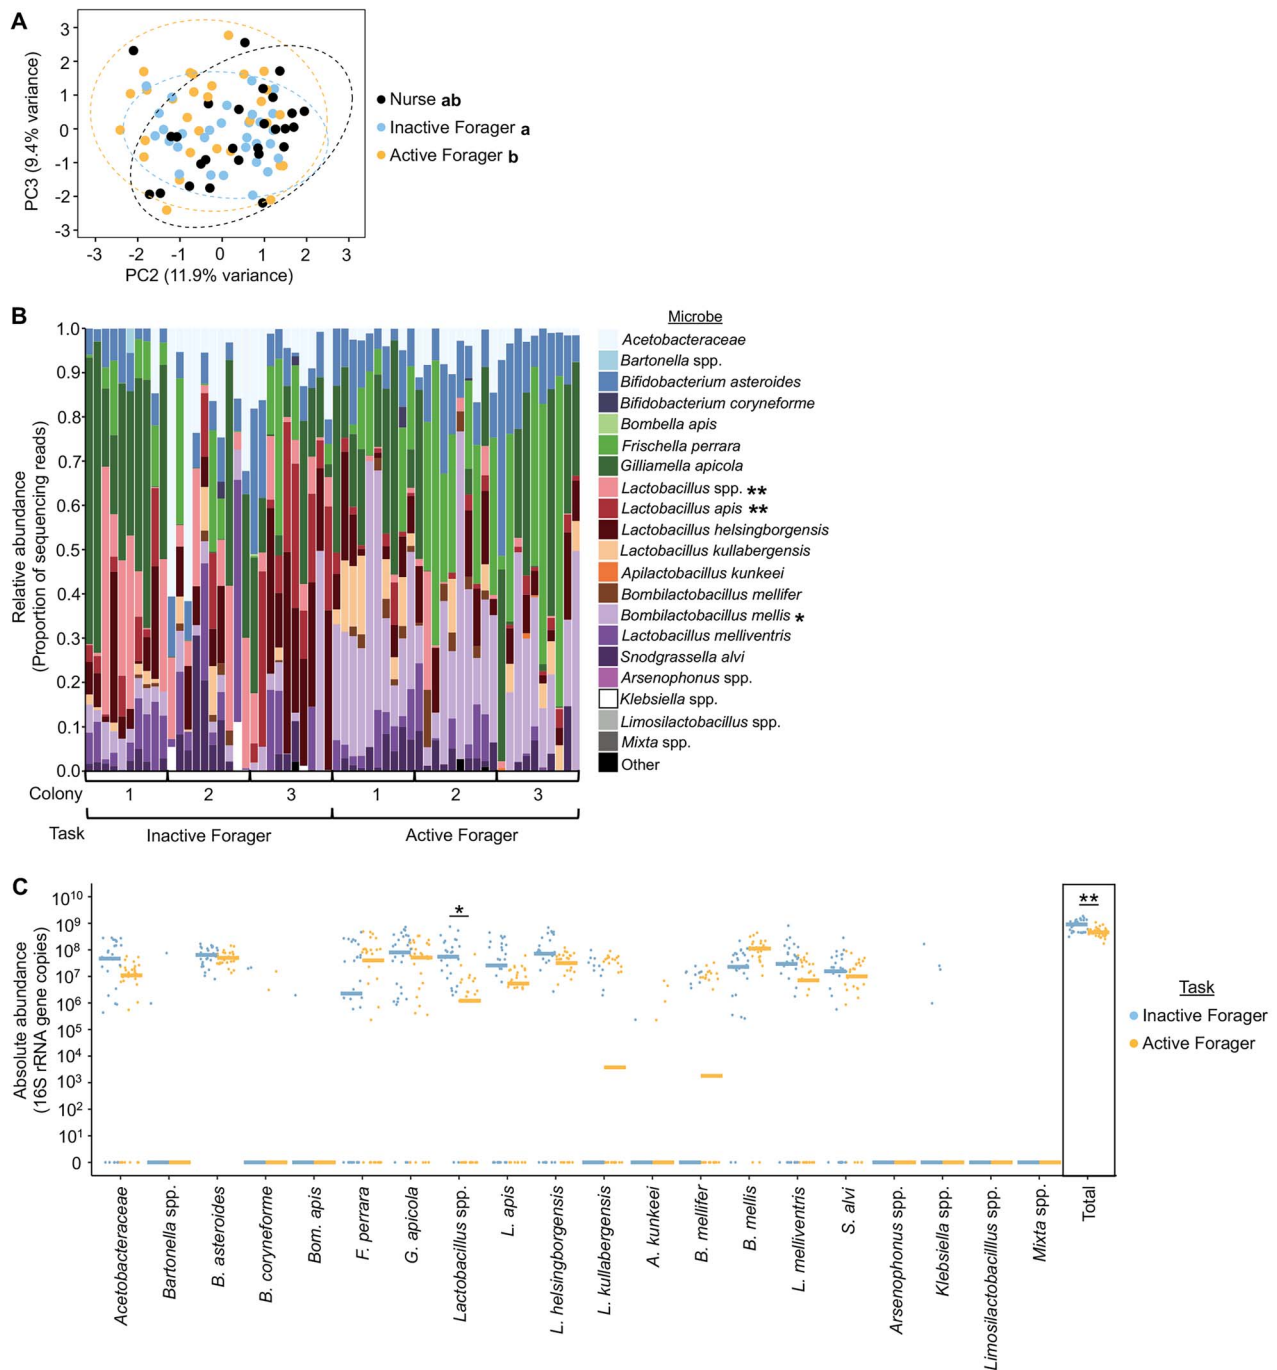 A
3
2
1
0
-1
-2
-3
PC3 (9.4% variance)
-3 -2 -1 0 1 2 3
PC2 (11.9% variance)
Nurse ab
Inactive Forager a
Active Forager b
B
1.0
0.9
0.8
0.7
0.6
0.5
0.4
0.3
0.2
0.1
0.0
Relative abundance
(Proportion of sequencing reads)
Colony 1 2 3 1 2 3
Task Inactive Forager Active Forager
Microbe
Acetobacteraceae
Bartonella spp.
Bifidobacterium asteroides
Bifidobacterium coryneforme
Bombella apis
Frischella perrara
Gilliamella apicola
Lactobacillus spp. **
Lactobacillus apis **
Lactobacillus helsingborgensis
Lactobacillus kullabergensis
Apilactobacillus kunkeei
Bombilactobacillus mellifer
Bombilactobacillus mellis *
Lactobacillus melliventris
Snodgrassella alvi
Arsenophonus spp.
Klebsiella spp.
Limosilactobacillus spp.
Mixta spp.
Other
C
10¹⁰
10⁹
10⁸
10⁷
10⁶
10⁵
10⁴
10³
10²
10¹
0
Absolute abundance
(16S rRNA gene copies)
*
**
Acetobacteraceae
Bartonella spp.
B. asteroides
B. coryneforme
Bom. apis
F. perrara
G. apicola
Lactobacillus spp.
L. apis
L. helsingborgensis
L. kullabergensis
A. kunkeei
B. mellifer
B. mellis
L. melliventris
S. alvi
Arsenophonus spp.
Klebsiella spp.
Limosilactobacilllus spp.
Mixta spp.
Total
Task
Inactive Forager
Active Forager